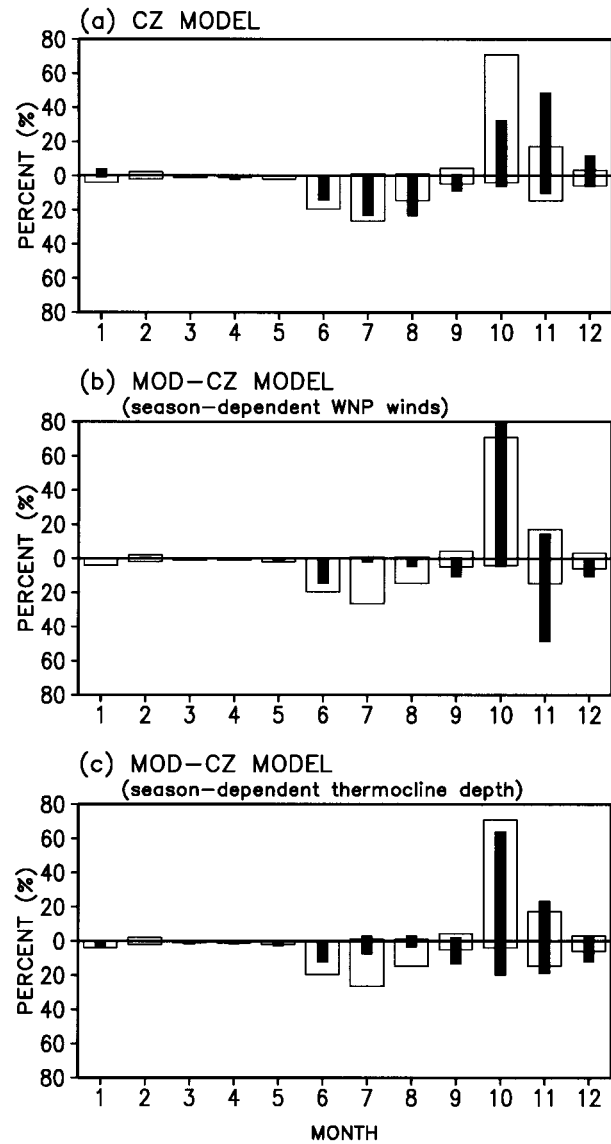 (a) CZ MODEL
80
60
40
20
0
20
40
60
80
PERCENT (%)
1 2 3 4 5 6 7 8 9 10 11 12
(b) MOD-CZ MODEL
(season-dependent WNP winds)
80
60
40
20
0
20
40
60
80
PERCENT (%)
1 2 3 4 5 6 7 8 9 10 11 12
(c) MOD-CZ MODEL
(season-dependent thermocline depth)
80
60
40
20
0
20
40
60
80
PERCENT (%)
1 2 3 4 5 6 7 8 9 10 11 12
MONTH